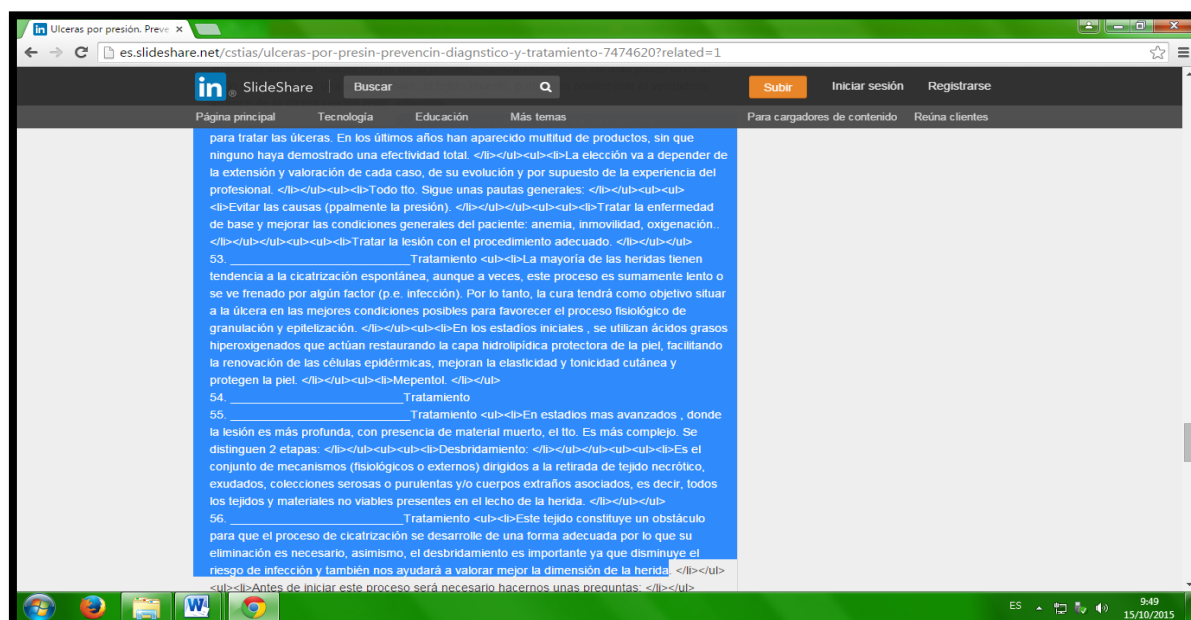 Ulceras por presión. Preve
es.slideshare.net/cstias/ulceras-por-presin-prevencin-diagnstico-y-tratamiento-7474620?related=1
in ® SlideShare Buscar Subir Iniciar sesión Registrarse
Página principal Tecnología Educación Más temas Para cargadores de contenido Reúna clientes
para tratar las úlceras. En los últimos años han aparecido multitud de productos, sin que
ninguno haya demostrado una efectividad total. </li></ul><ul><li>La elección va a depender de
la extensión y valoración de cada caso, de su evolución y por supuesto de la experiencia del
profesional. </li></ul><ul><li>Todo tto. Sigue unas pautas generales: </li></ul><ul><ul>
<li>Evitar las causas (ppalmente la presión). </li></ul></ul><ul><ul><li>Tratar la enfermedad
de base y mejorar las condiciones generales del paciente: anemia, inmovilidad, oxigenación..
</li></ul></ul><ul><ul><li>Tratar la lesión con el procedimiento adecuado. </li></ul></ul>
53. _________________________Tratamiento <ul><li>La mayoría de las heridas tienen
tendencia a la cicatrización espontánea, aunque a veces, este proceso es sumamente lento o
se ve frenado por algún factor (p.e. infección). Por lo tanto, la cura tendrá como objetivo situar
a la úlcera en las mejores condiciones posibles para favorecer el proceso fisiológico de
granulación y epitelización. </li></ul><ul><li>En los estadíos iniciales , se utilizan ácidos grasos
hiperoxigenados que actúan restaurando la capa hidrolipídica protectora de la piel, facilitando
la renovación de las células epidérmicas, mejoran la elasticidad y tonicidad cutánea y
protegen la piel. </li></ul><ul><li>Mepentol. </li></ul>
54. ________________________Tratamiento
55. _________________________Tratamiento <ul><li>En estadios mas avanzados , donde
la lesión es más profunda, con presencia de material muerto, el tto. Es más complejo. Se
distinguen 2 etapas: </li></ul><ul><ul><li>Desbridamiento: </li></ul></ul><ul><ul><li>Es el
conjunto de mecanismos (fisiológicos o externos) dirigidos a la retirada de tejido necrótico,
exudados, colecciones serosas o purulentas y/o cuerpos extraños asociados, es decir, todos
los tejidos y materiales no viables presentes en el lecho de la herida. </li></ul></ul>
56. ________________________Tratamiento <ul><li>Este tejido constituye un obstáculo
para que el proceso de cicatrización se desarrolle de una forma adecuada por lo que su
eliminación es necesario, asimismo, el desbridamiento es importante ya que disminuye el
riesgo de infección y también nos ayudará a valorar mejor la dimensión de la herida. </li></ul>
<ul><li>Antes de iniciar este proceso será necesario hacernos unas preguntas: </li></ul>
ES 9:49
15/10/2015